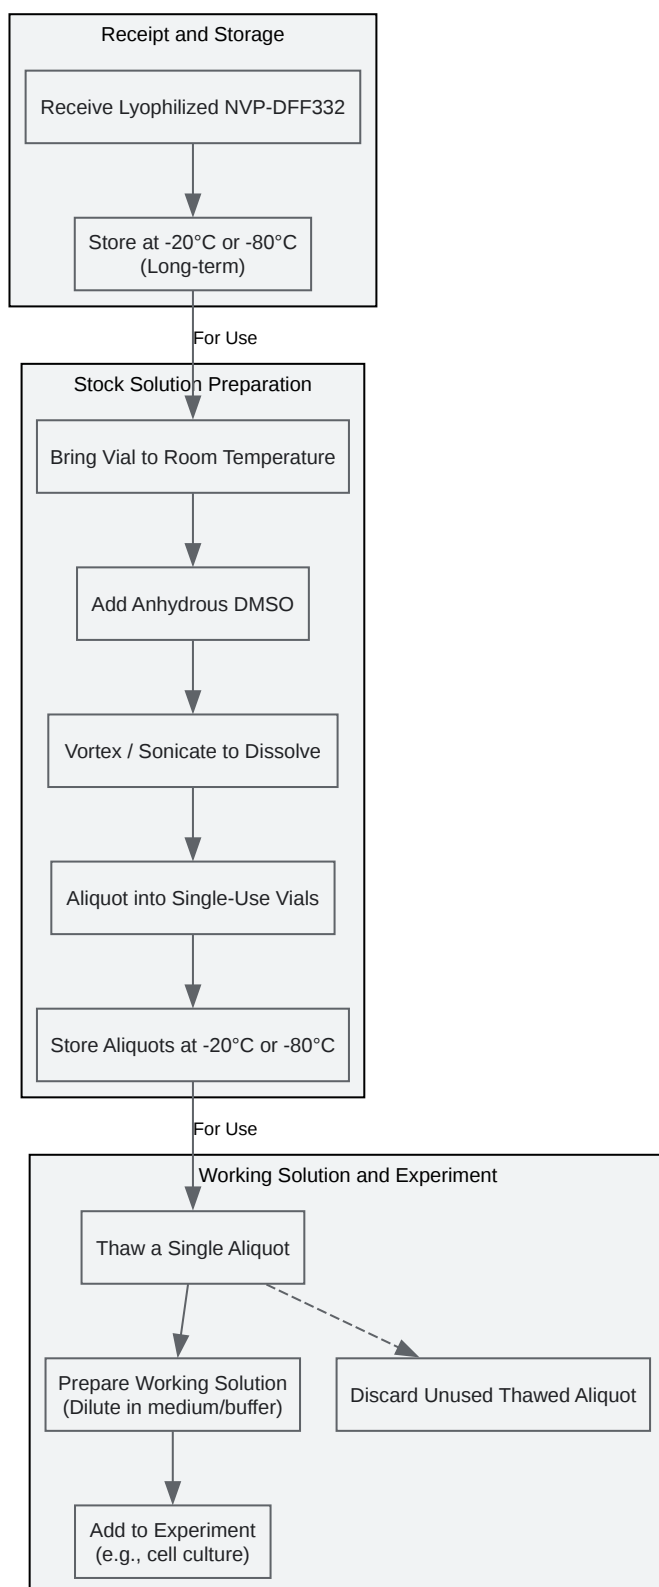 Receipt and Storage
Receive Lyophilized NVP-DFF332
Store at -20°C or -80°C
(Long-term)
For Use
Stock Solution Preparation
Bring Vial to Room Temperature
Add Anhydrous DMSO
Vortex / Sonicate to Dissolve
Aliquot into Single-Use Vials
Store Aliquots at -20°C or -80°C
For Use
Working Solution and Experiment
Thaw a Single Aliquot
Prepare Working Solution
(Dilute in medium/buffer)
Discard Unused Thawed Aliquot
Add to Experiment
(e.g., cell culture)